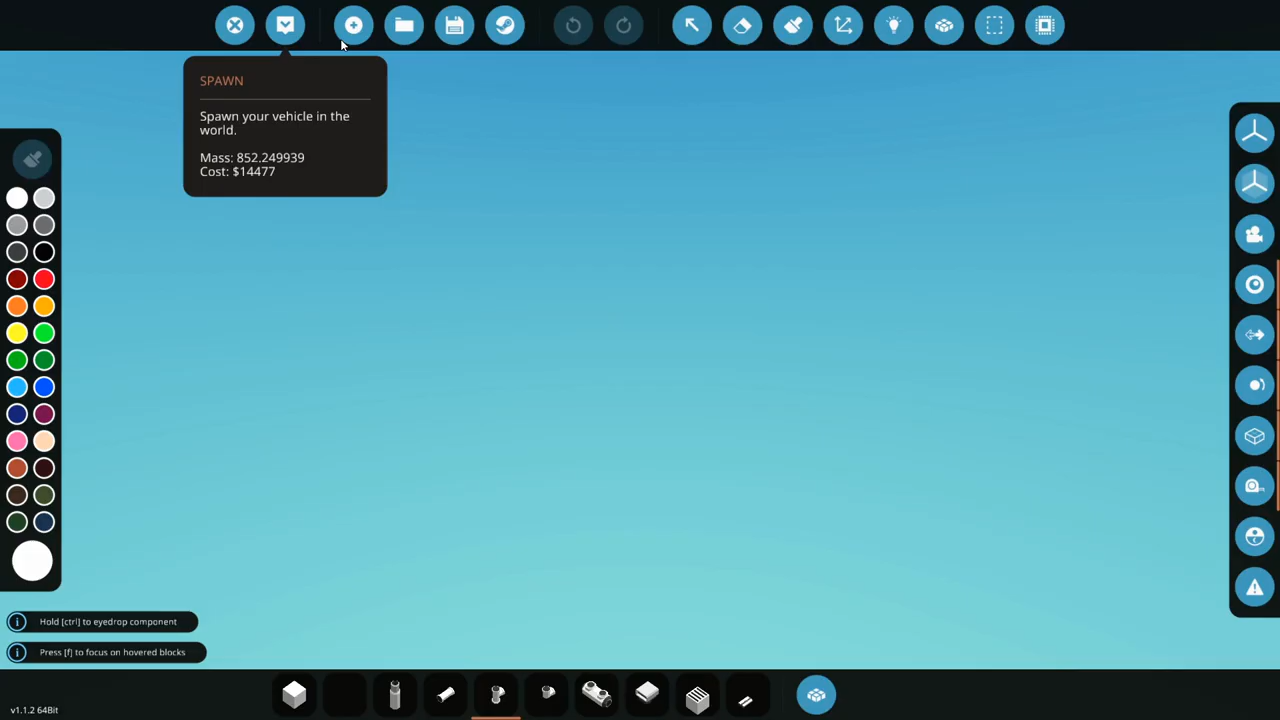 SPAWN
Spawn your vehicle in the
world.
Mass: 852.249939
Cost: $14477
Hold [ctrl] to eyedrop component
Press [f] to focus on hovered blocks
v1.1.2 64Bit